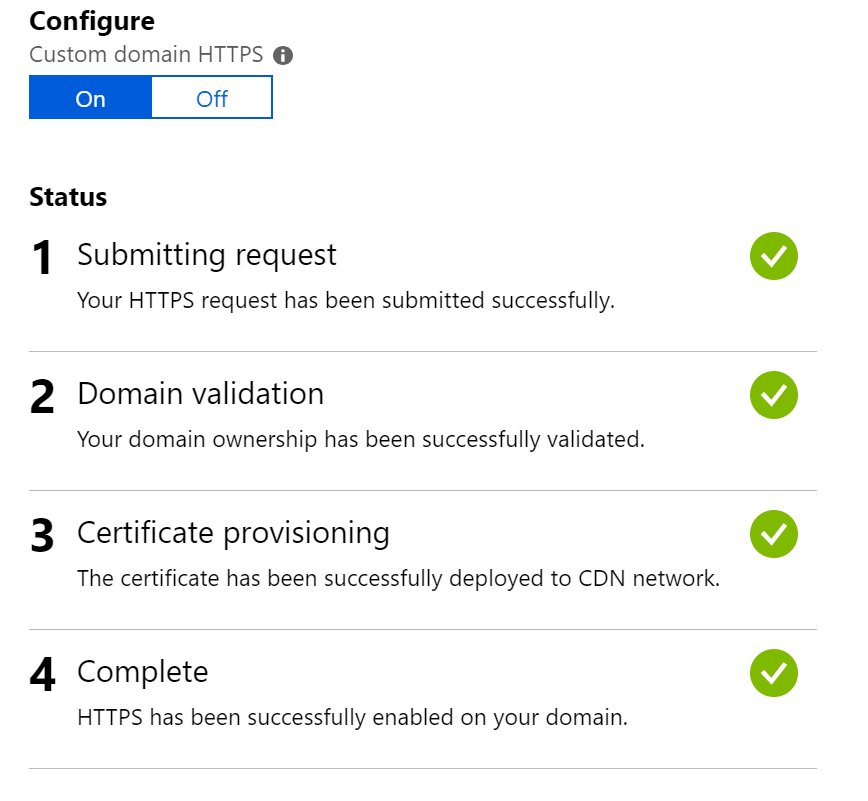 Configure
Custom domain HTTPS
On Off
Status
1 Submitting request
Your HTTPS request has been submitted successfully.
2 Domain validation
Your domain ownership has been successfully validated.
3 Certificate provisioning
The certificate has been successfully deployed to CDN network.
4 Complete
HTTPS has been successfully enabled on your domain.